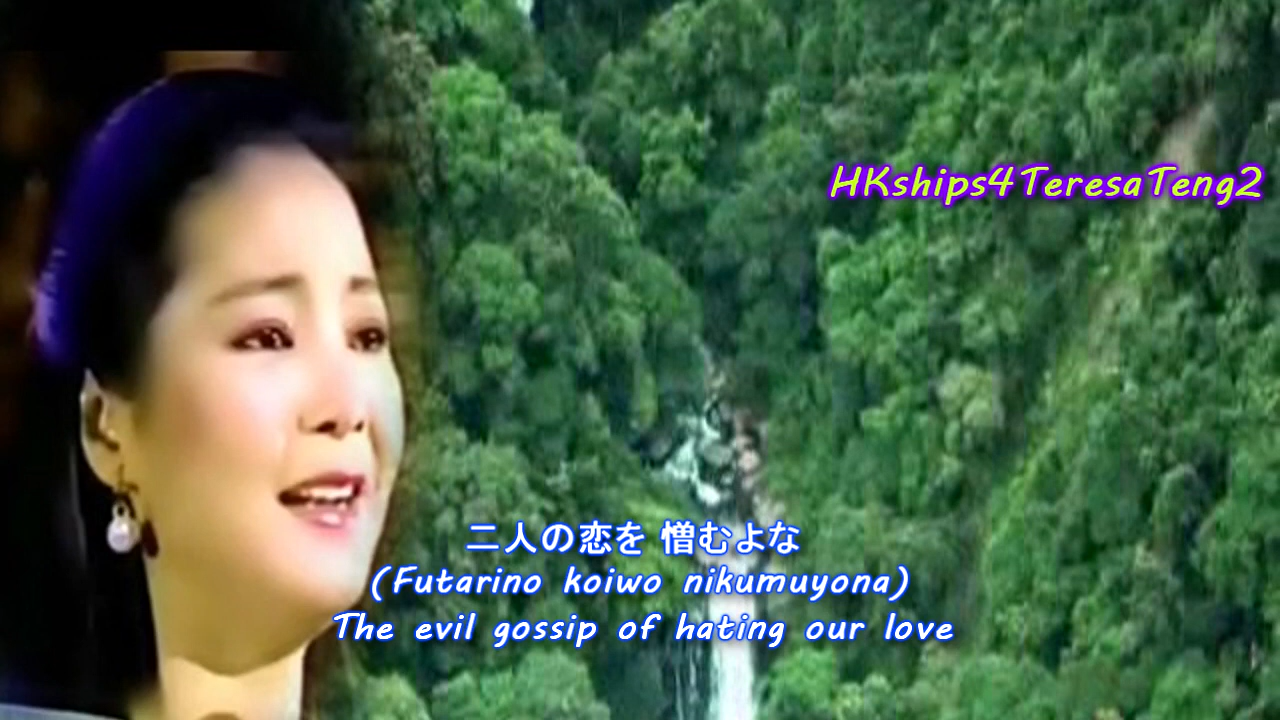 HKships4TeresaTeng2
二人の恋を 憎むよな
(Futarino koiwo nikumuyona)
The evil gossip of hating our love